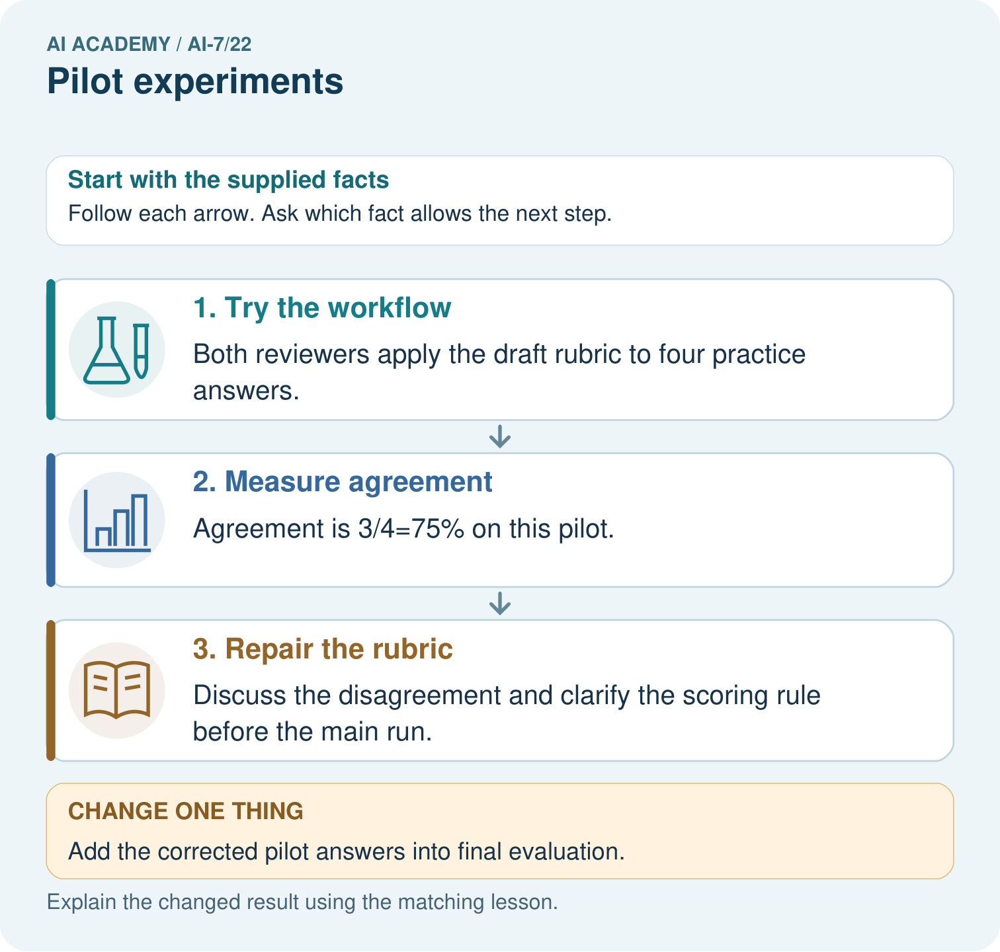 AI ACADEMY / AI-7/22
Pilot experiments
Start with the supplied facts
Follow each arrow. Ask which fact allows the next step.
1. Try the workflow
Both reviewers apply the draft rubric to four practice
answers.
2. Measure agreement
Agreement is 3/4=75% on this pilot.
3. Repair the rubric
Discuss the disagreement and clarify the scoring rule
before the main run.
CHANGE ONE THING
Add the corrected pilot answers into final evaluation.
Explain the changed result using the matching lesson.